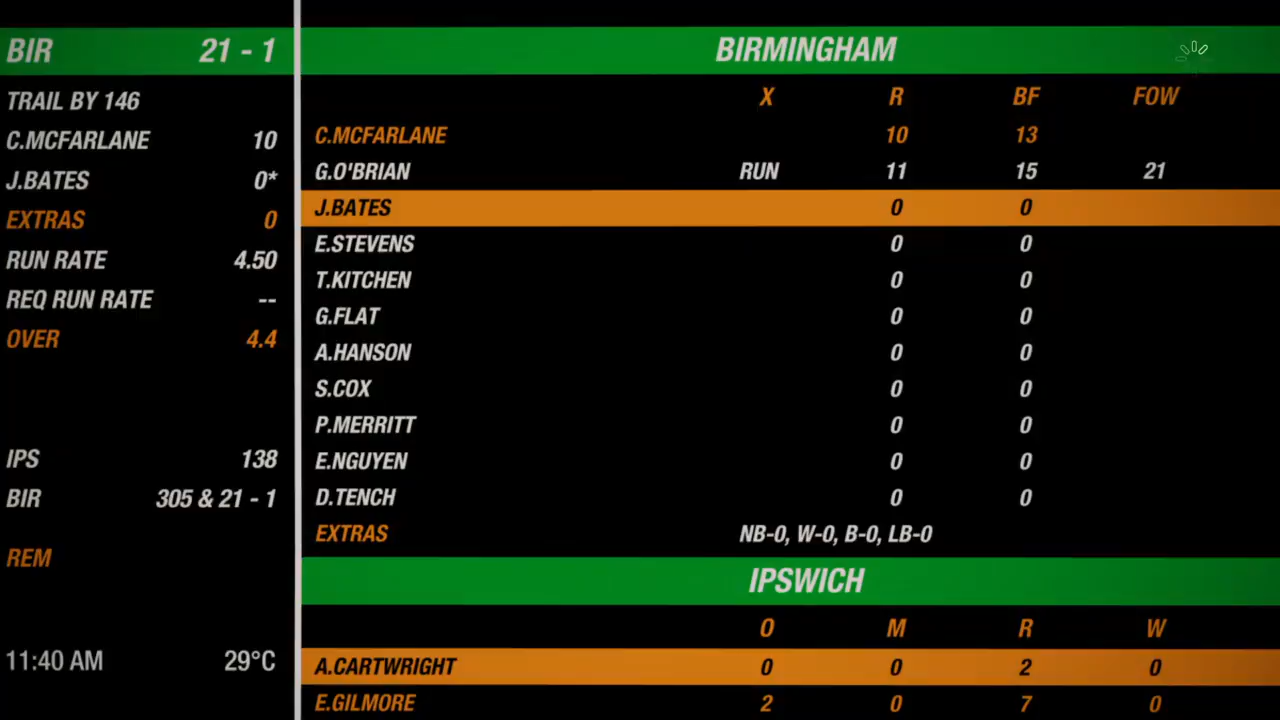 BIR 21 - 1
TRAIL BY 146
C.MCFARLANE 10
J.BATES 0*
EXTRAS 0
RUN RATE 4.50
REQ RUN RATE --
OVER 4.4
IPS 138
BIR 305 & 21 - 1
REM
11:40 AM 29°C
BIRMINGHAM
X R BF FOW
C.MCFARLANE 10 13
G.O'BRIAN RUN 11 15 21
J.BATES 0 0
E.STEVENS 0 0
T.KITCHEN 0 0
G.FLAT 0 0
A.HANSON 0 0
S.COX 0 0
P.MERRITT 0 0
E.NGUYEN 0 0
D.TENCH 0 0
EXTRAS NB-0, W-0, B-0, LB-0
IPSWICH
O M R W
A.CARTWRIGHT 0 0 2 0
E.GILMORE 2 0 7 0